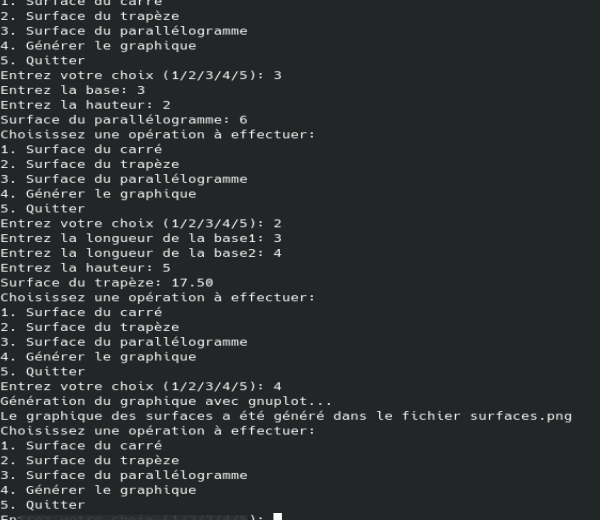 1. Surface du carré
2. Surface du trapèze
3. Surface du parallélogramme
4. Générer le graphique
5. Quitter
Entrez votre choix (1/2/3/4/5): 3
Entrez la base: 3
Entrez la hauteur: 2
Surface du parallélogramme: 6
Choisissez une opération à effectuer:
1. Surface du carré
2. Surface du trapèze
3. Surface du parallélogramme
4. Générer le graphique
5. Quitter
Entrez votre choix (1/2/3/4/5): 2
Entrez la longueur de la base1: 3
Entrez la longueur de la base2: 4
Entrez la hauteur: 5
Surface du trapèze: 17.50
Choisissez une opération à effectuer:
1. Surface du carré
2. Surface du trapèze
3. Surface du parallélogramme
4. Générer le graphique
5. Quitter
Entrez votre choix (1/2/3/4/5): 4
Génération du graphique avec gnuplot...
Le graphique des surfaces a été généré dans le fichier surfaces.png
Choisissez une opération à effectuer:
1. Surface du carré
2. Surface du trapèze
3. Surface du parallélogramme
4. Générer le graphique
5. Quitter
Entrez votre choix (1/2/3/4/5):